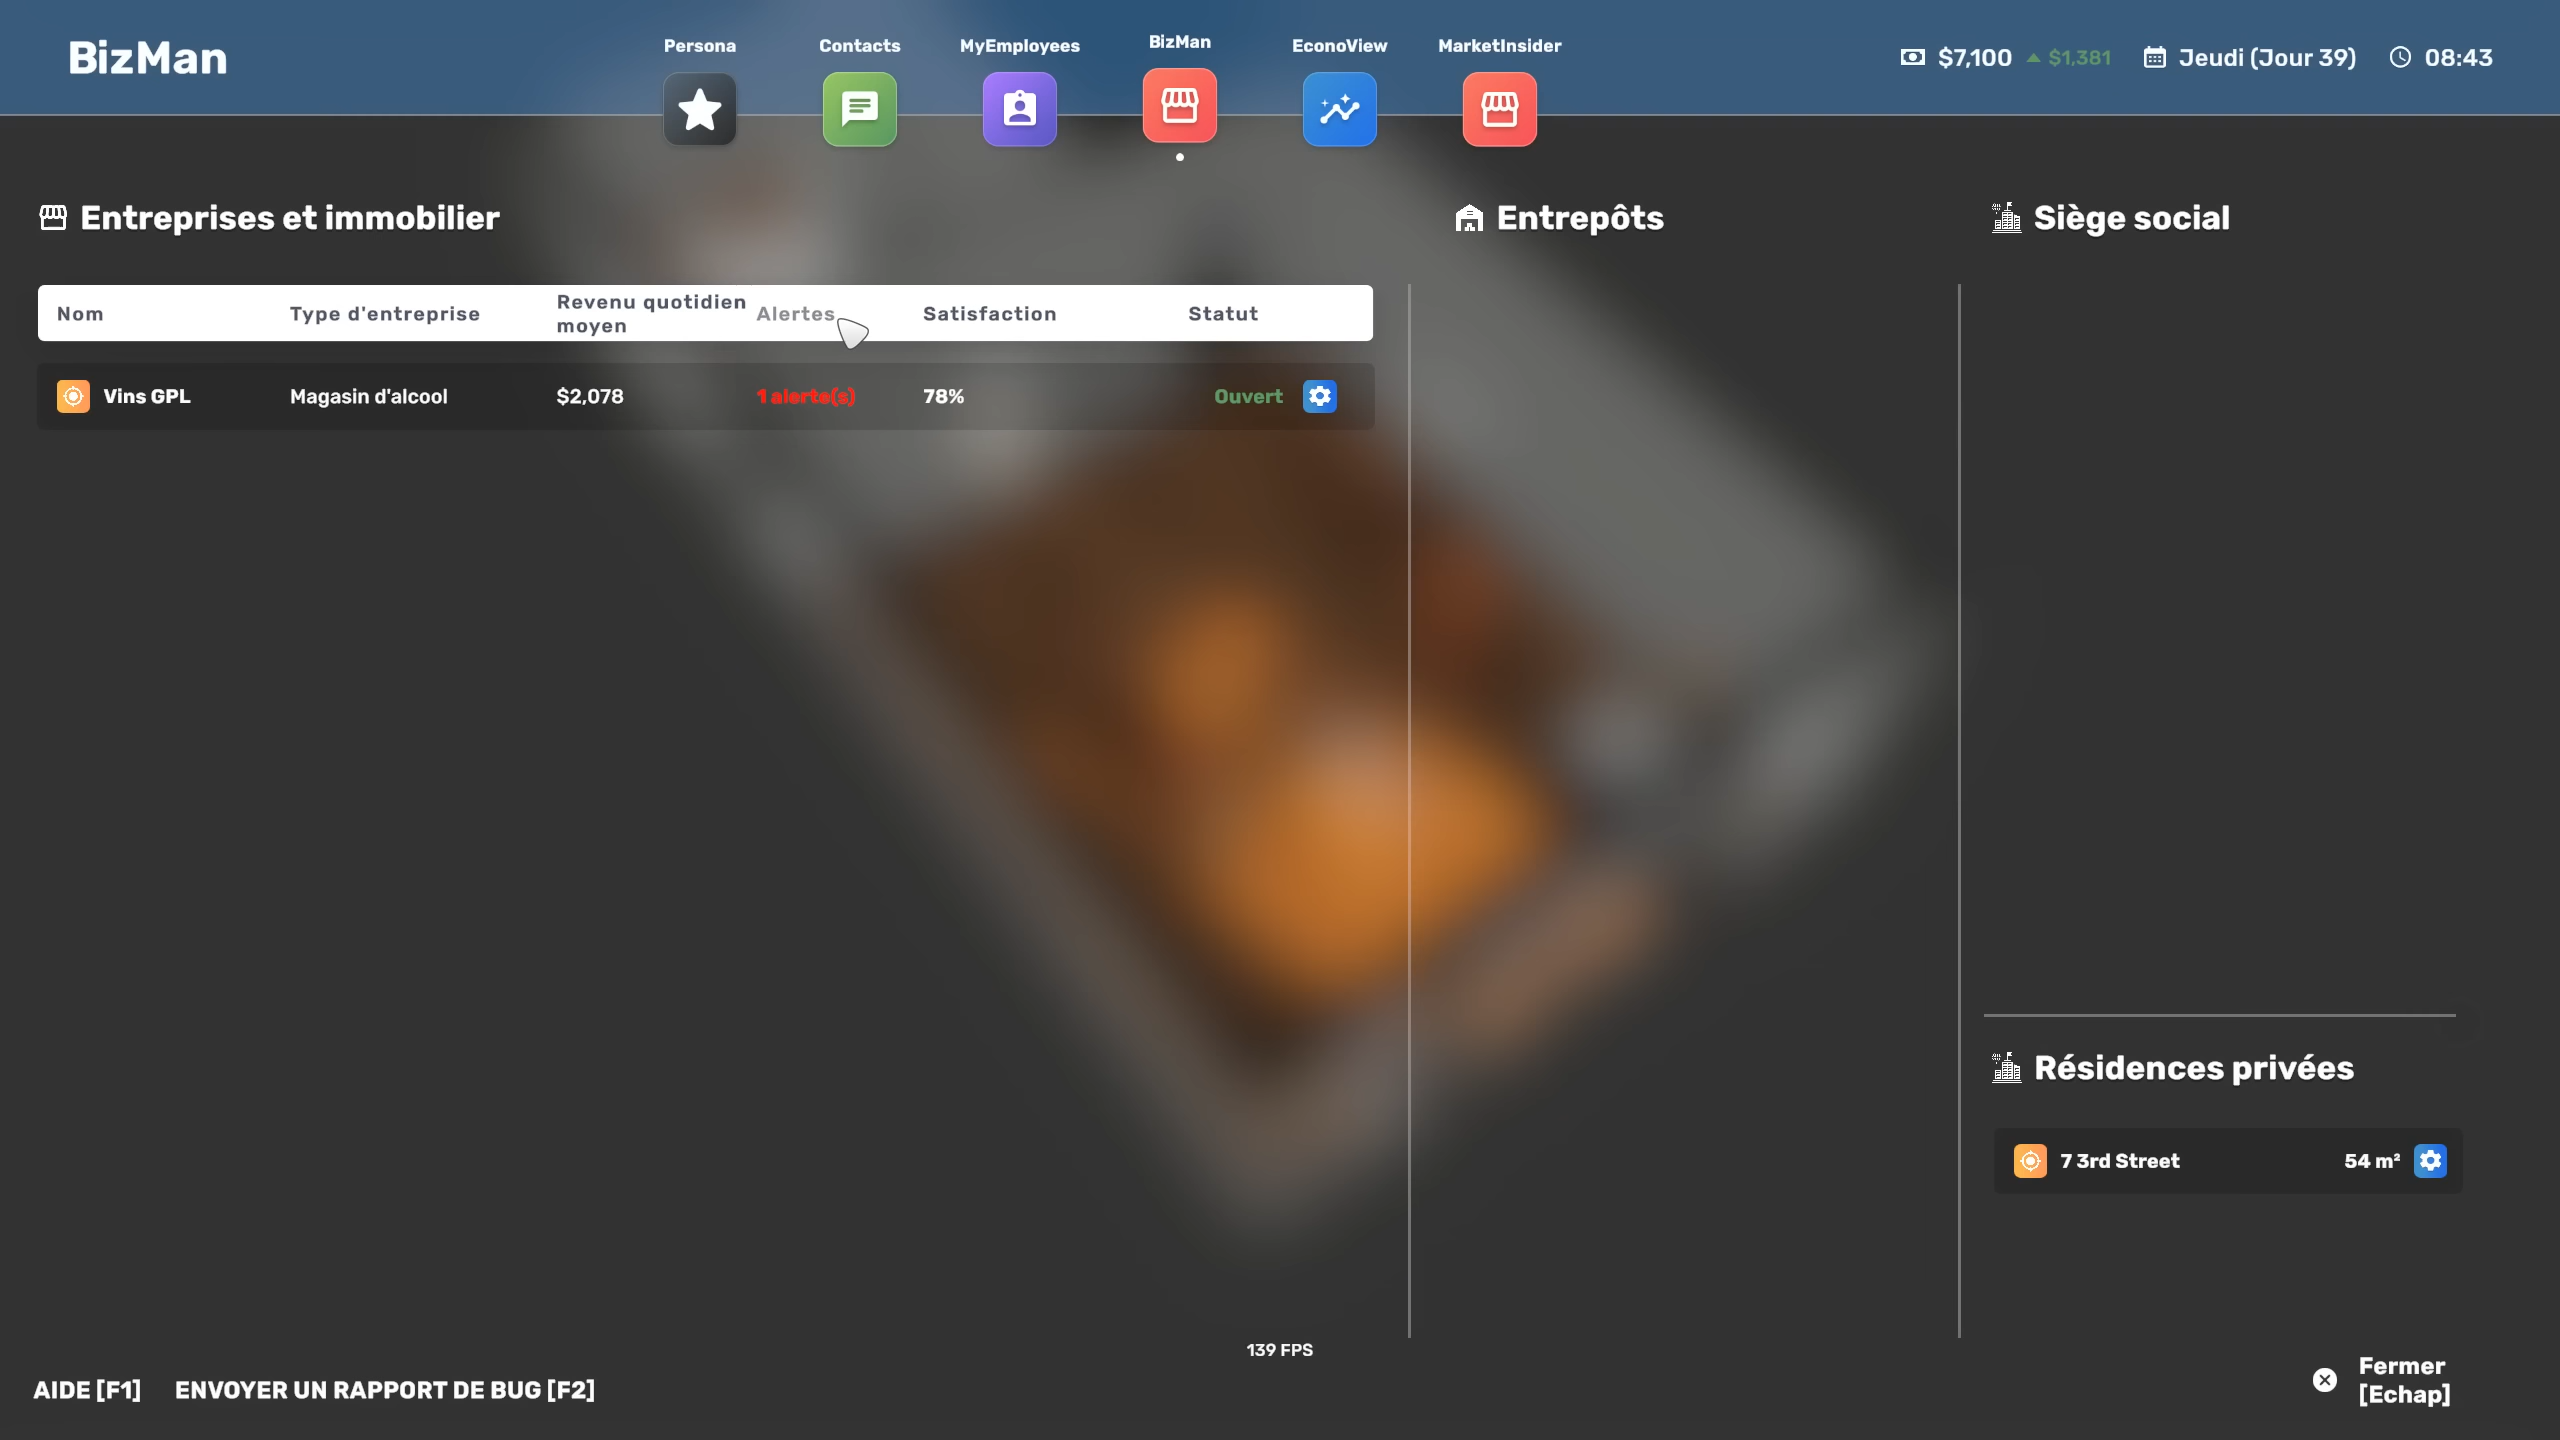 BizMan
Persona
Contacts
MyEmployees
BizMan
EconoView
MarketInsider
$7,100
$1,381
Jeudi (Jour 39)
08:43
Entreprises et immobilier
Entrepôts
Siège social
Nom
Type d'entreprise
Revenu quotidien
moyen
Alertes
Satisfaction
Statut
Vins GPL
Magasin d'alcool
$2,078
1 alerte(s)
78%
Ouvert
Résidences privées
7 3rd Street
54 m²
139 FPS
AIDE [F1]
ENVOYER UN RAPPORT DE BUG [F2]
Fermer
[Echap]